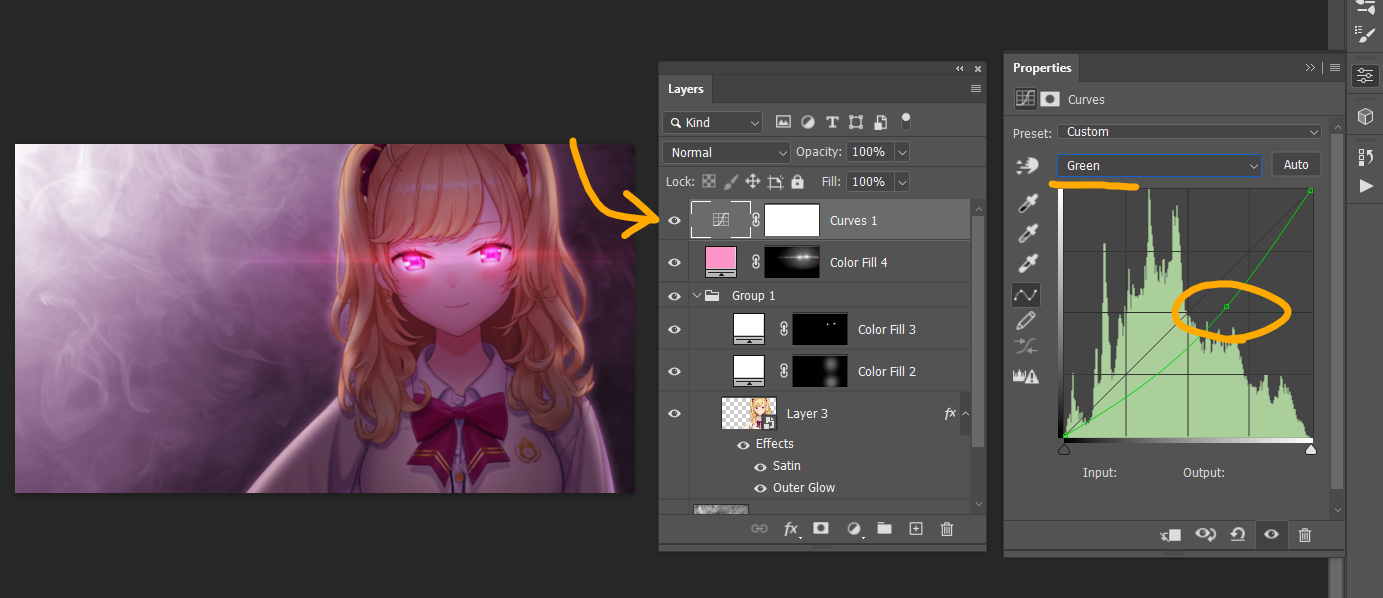 Layers
Kind
Normal
Opacity: 100%
Lock:
Fill: 100%
Curves 1
Color Fill 4
Group 1
Color Fill 3
Color Fill 2
Layer 3
fx
Effects
Satin
Outer Glow
fx
Properties
Curves
Preset: Custom
Green
Auto
Input:
Output: